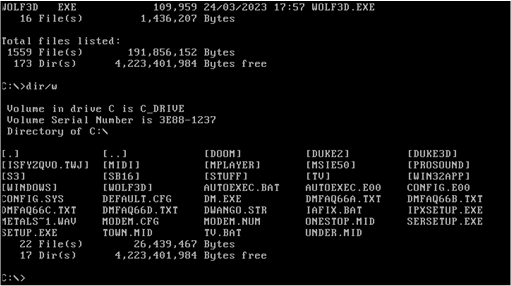 WOLF3D   EXE        109,959 24/03/2023 17:57 WOLF3D.EXE
   16 File(s)      1,436,207 Bytes
Total files listed:
 1559 File(s)    191,856,152 Bytes
  173 Dir(s)   4,223,401,984 Bytes free
C:\>dir/w
 Volume in drive C is C_DRIVE
 Volume Serial Number is 3E88-1237
 Directory of C:\
[.]            [..]           [DOOM]         [DUKE2]        [DUKE3D]
[ISFYZQVO.TWJ] [MIDI]         [MPLAYER]      [MSIE50]       [PROSOUND]
[S3]           [SB16]         [STUFF]        [TV]           [WIN32APP]
[WINDOWS]      [WOLF3D]       AUTOEXEC.BAT   AUTOEXEC.E00   CONFIG.E00
CONFIG.SYS     DEFAULT.CFG    DM.EXE         DMFAQ66A.TXT   DMFAQ66B.TXT
DMFAQ66C.TXT   DMFAQ66D.TXT   DWANGO.STR     IAFIX.BAT      IPXSETUP.EXE
METALS~1.WAV   MODEM.CFG      MODEM.NUM      ONESTOP.MID    SERSETUP.EXE
SETUP.EXE      TOWN.MID       TV.BAT         UNDER.MID
   22 File(s)     26,439,467 Bytes
   17 Dir(s)   4,223,401,984 Bytes free
C:\>